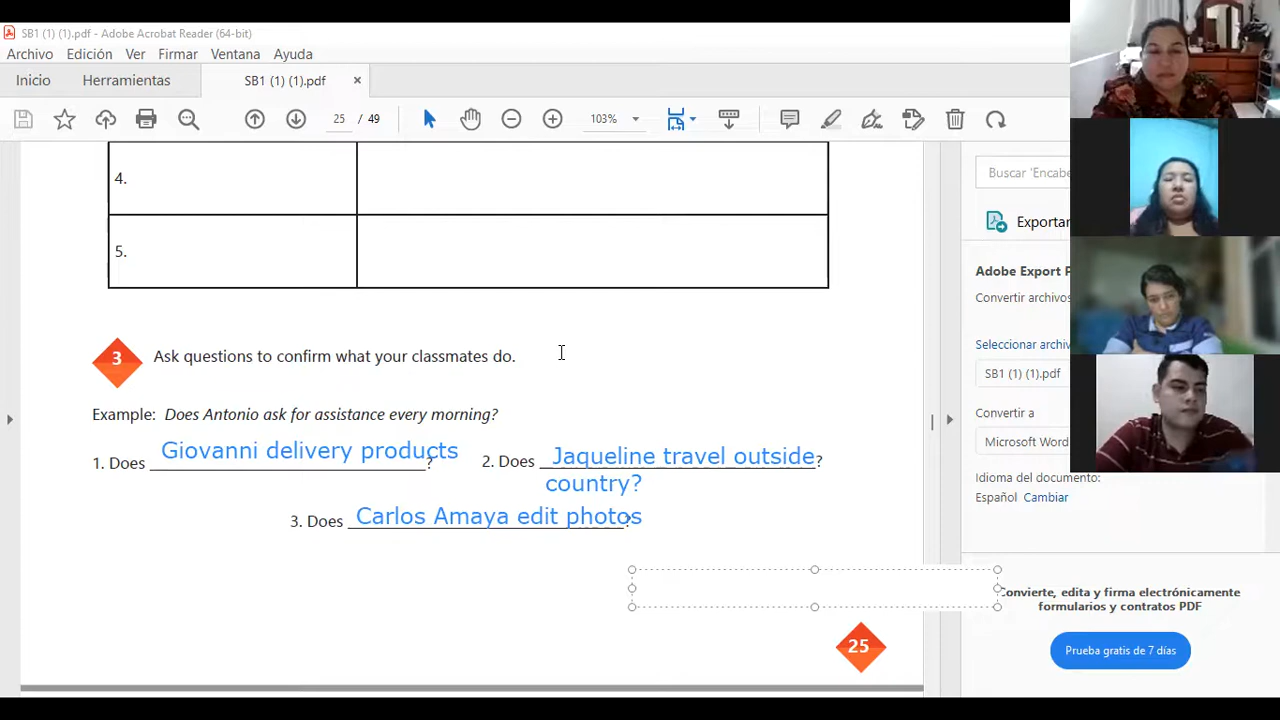 SB1 (1) (1).pdf - Adobe Acrobat Reader (64-bit)
Archivo Edición Ver Firmar Ventana Ayuda
Inicio Herramientas SB1 (1) (1).pdf ×
25 / 49 103%
4.
5.
3 Ask questions to confirm what your classmates do.
Example: Does Antonio ask for assistance every morning?
1. Does Giovanni delivery products?
2. Does Jaqueline travel outside?
country?
3. Does Carlos Amaya edit photos?
25
Buscar 'Encabe
Exportar
Adobe Export P
Convertir archivos
Seleccionar archiv
SB1 (1) (1).pdf
Convertir a
Microsoft Word
Idioma del documento:
Español Cambiar
Convierte, edita y firma electrónicamente
formularios y contratos PDF
Prueba gratis de 7 días